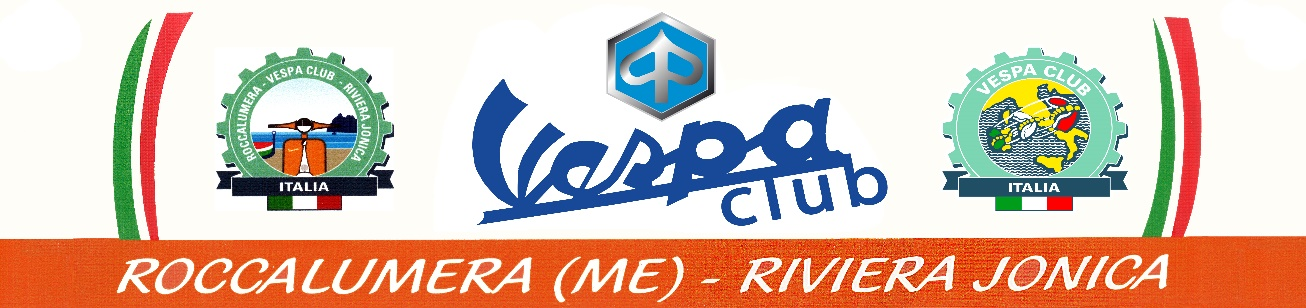 ROCCALUMERA - VESPA CLUB - RIVIERA JONICA
ITALIA
Vespa
club
VESPA CLUB
ITALIA
ROCCALUMERA (ME) - RIVIERA JONICA